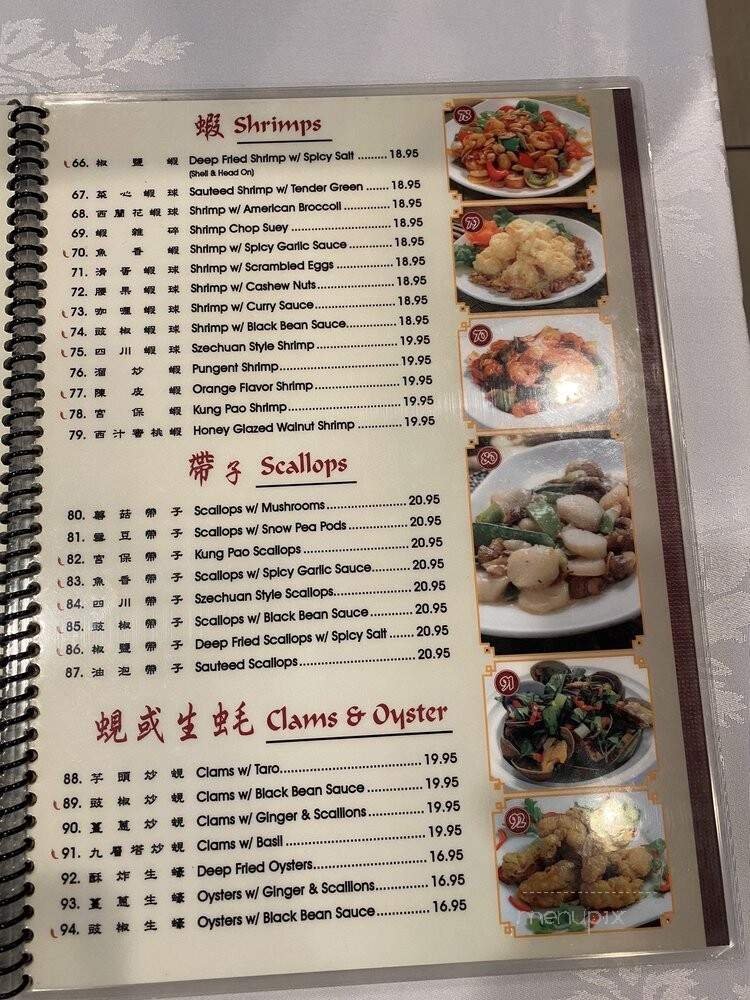 蝦 Shrimps
66. 椒鹽蝦 Deep Fried Shrimp w/ Spicy Salt ......... 18.95
(Shell & Head On)
67. 菜心蝦球 Sauteed Shrimp w/ Tender Green ....... 18.95
68. 西蘭花蝦球 Shrimp w/ American Broccoli .............. 18.95
69. 蝦雜碎 Shrimp Chop Suey ............................ 18.95
70. 魚香蝦 Shrimp w/ Spicy Garlic Sauce ............ 18.95
71. 滑蛋蝦球 Shrimp w/ Scrambled Eggs ............... 18.95
72. 腰果蝦球 Shrimp w/ Cashew Nuts..................... 18.95
73. 咖喱蝦球 Shrimp w/ Curry Sauce ..................... 18.95
74. 豉椒蝦球 Shrimp w/ Black Bean Sauce.............. 18.95
75. 四川蝦球 Szechuan Style Shrimp ..................... 19.95
76. 溜炒蝦 Pungent Shrimp............................... 19.95
77. 陳皮蝦 Orange Flavor Shrimp ...................... 19.95
78. 宮保蝦 Kung Pao Shrimp............................. 19.95
79. 西汁蜜桃蝦 Honey Glazed Walnut Shrimp ............ 19.95
帶子 Scallops
80. 蘑菇帶子 Scallops w/ Mushrooms..................... 20.95
81. 豆帶子 Scallops w/ Snow Pea Pods ............... 20.95
82. 宮保帶子 Kung Pao Scallops .......................... 20.95
83. 魚香帶子 Scallops w/ Spicy Garlic Sauce.......... 20.95
84. 四川帶子 Szechuan Style Scallops.................... 20.95
85. 豉椒帶子 Scallops w/ Black Bean Sauce ........... 20.95
86. 椒鹽帶子 Deep Fried Scallops w/ Spicy Salt ...... 20.95
87. 油泡帶子 Sauteed Scallops ............................. 20.95
蜆或生蚝 Clams & Oyster
88. 芋頭炒蜆 Clams w/ Taro.................................. 19.95
89. 豉椒炒蜆 Clams w/ Black Bean Sauce .............. 19.95
90. 薑蔥炒蜆 Clams w/ Ginger & Scallions .............. 19.95
91. 九層塔炒蜆 Clams w/ Basil ................................. 19.95
92. 酥炸生蠔 Deep Fried Oysters........................... 16.95
93. 薑蔥生蠔 Oysters w/ Ginger & Scallions............. 16.95
94. 豉椒生蠔 Oysters w/ Black Bean Sauce ............. 16.95
78
79
75
80
91
92
menupix